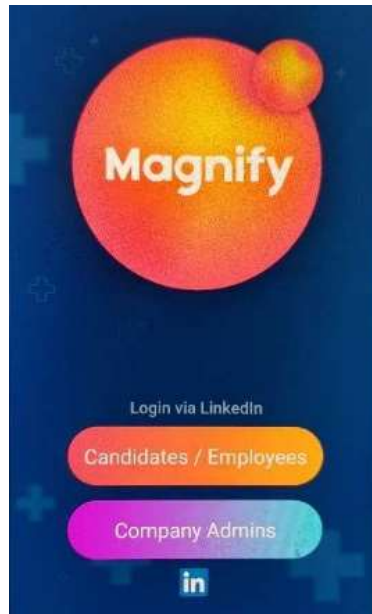 Magnify
Login via LinkedIn
Candidates / Employees
Company Admins
in